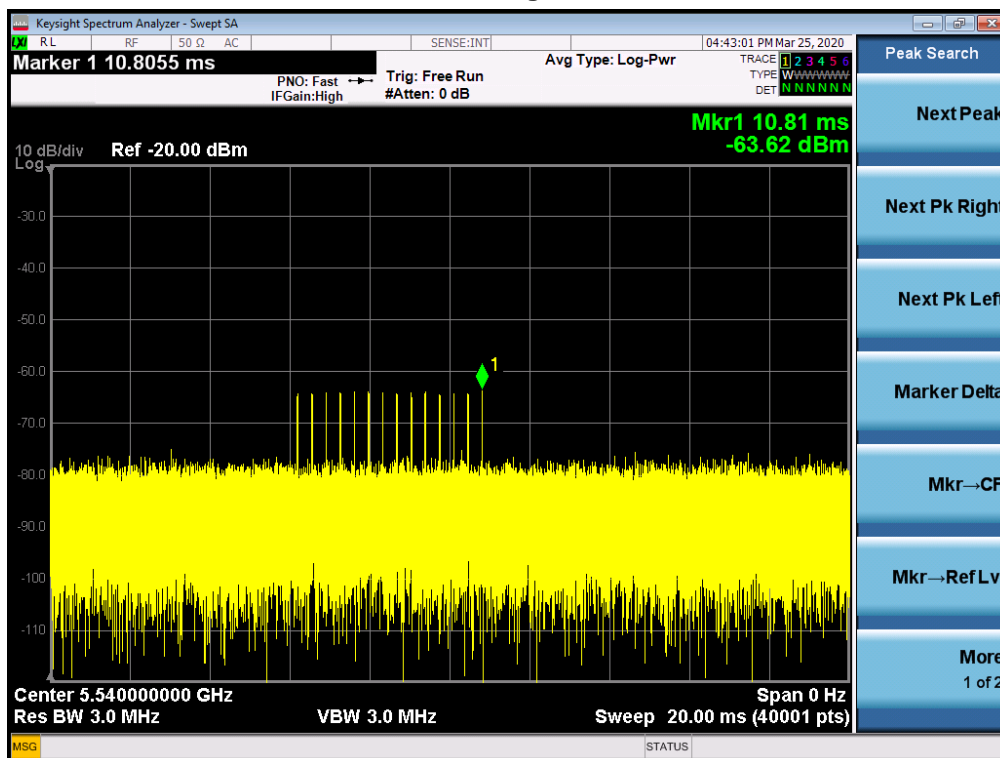 Keysight Spectrum Analyzer - Swept SA
LXI RL RF 50 Ω AC SENSE:INT 04:43:01 PM Mar 25, 2020
Marker 1 10.8055 ms
PNO: Fast
IFGain:High
Trig: Free Run
#Atten: 0 dB
Avg Type: Log-Pwr
TRACE 1 2 3 4 5 6
TYPE WWWWWW
DET N N N N N N
Mkr1 10.81 ms
-63.62 dBm
10 dB/div Ref -20.00 dBm
Log
-30.0
-40.0
-50.0
-60.0
-70.0
-80.0
-90.0
-100
-110
1
Center 5.540000000 GHz
Span 0 Hz
Res BW 3.0 MHz
VBW 3.0 MHz
Sweep 20.00 ms (40001 pts)
MSG
STATUS
Peak Search
Next Peak
Next Pk Right
Next Pk Left
Marker Delta
Mkr→CF
Mkr→Ref Lv
More
1 of 2